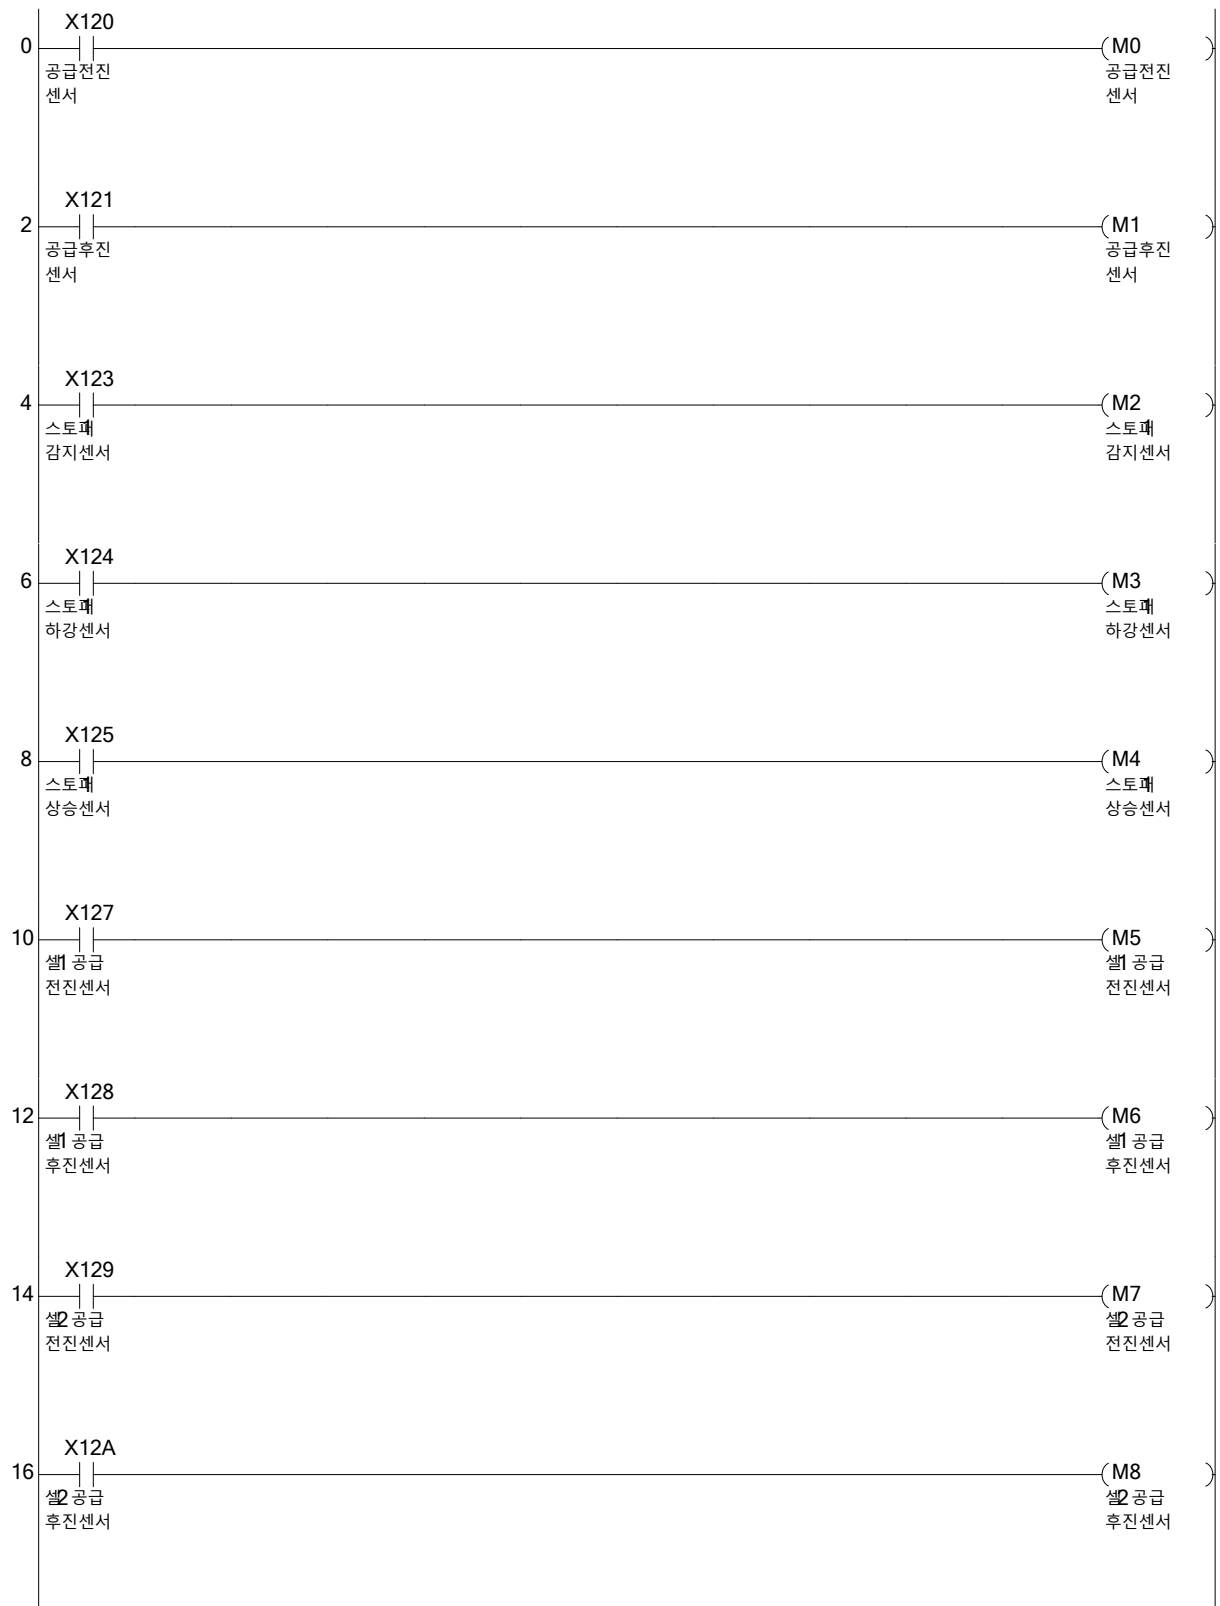 X120
0 (M0 )
공급전진 공급전진
센서 센서
X121
2 (M1 )
공급후진 공급후진
센서 센서
X123
4 (M2 )
스토퍼1 스토퍼1
감지센서 감지센서
X124
6 (M3 )
스토퍼1 스토퍼1
하강센서 하강센서
X125
8 (M4 )
스토퍼1 스토퍼1
상승센서 상승센서
X127
10 (M5 )
셀1 공급 셀1 공급
전진센서 전진센서
X128
12 (M6 )
셀1 공급 셀1 공급
후진센서 후진센서
X129
14 (M7 )
셀2 공급 셀2 공급
전진센서 전진센서
X12A
16 (M8 )
셀2 공급 셀2 공급
후진센서 후진센서